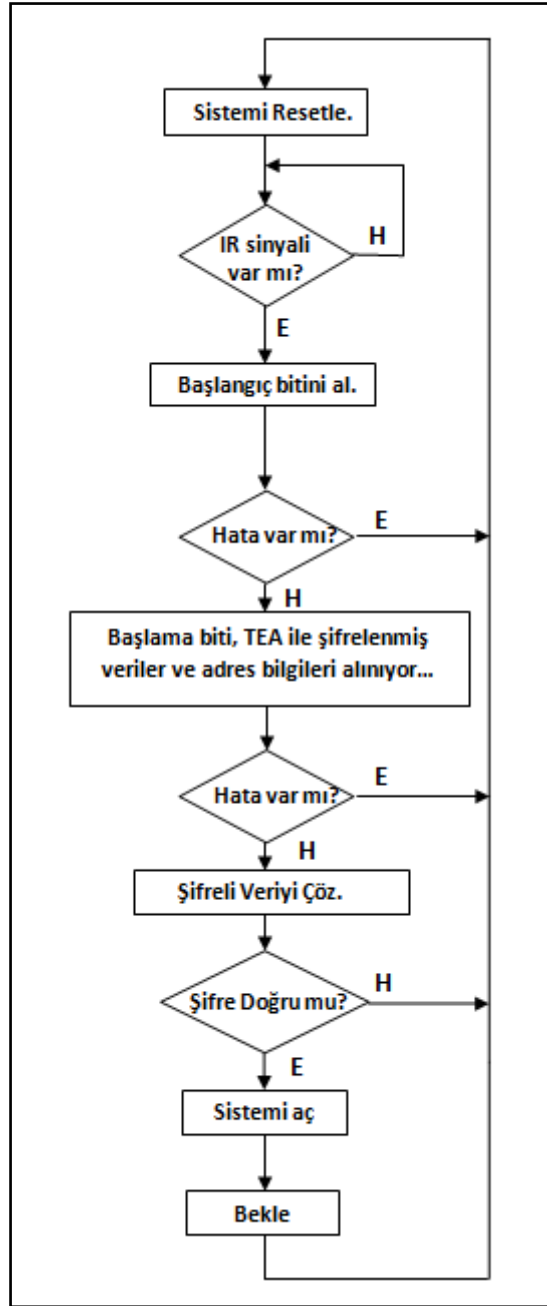 Sistemi Resetle.
IR sinyali
var mı?
H
E
Başlangıç bitini al.
Hata var mı?
E
H
Başlama biti, TEA ile şifrelenmiş
veriler ve adres bilgileri alınıyor...
Hata var mı?
E
H
Şifreli Veriyi Çöz.
Şifre Doğru mu?
H
E
Sistemi aç
Bekle